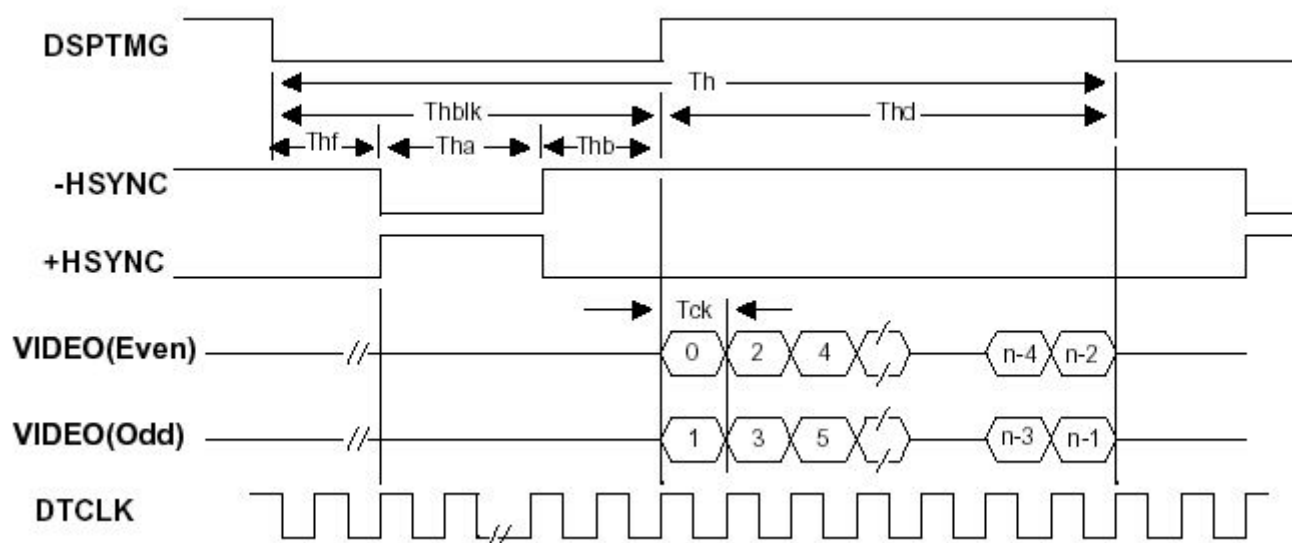 DSPTMG
Th
Thblk Thd
Thf Tha Thb
-HSYNC
+HSYNC
Tck
VIDEO(Even) 0 2 4 n-4 n-2
VIDEO(Odd) 1 3 5 n-3 n-1
DTCLK